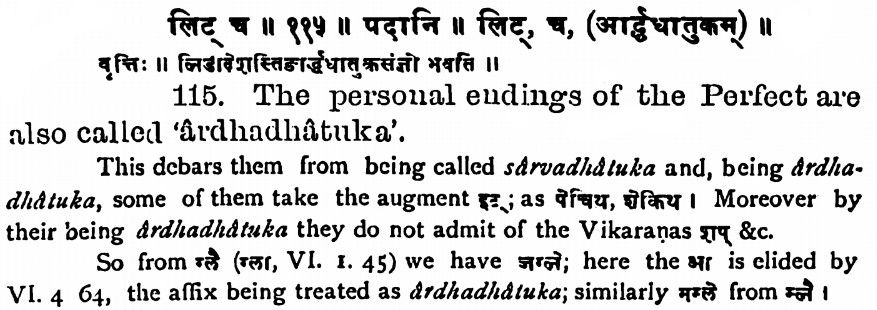 लिट् च ॥ ११५ ॥ पदानि ॥ लिट्, च, (आर्द्धधातुकम्) ॥
वृत्तिः ॥ लिडादेशस्तिङार्द्धधातुकसंज्ञो भवति ॥
115. The personal endings of the Perfect are
also called 'ârdhadhâtuka'.
This debars them from being called sârvadhâtuka and, being ârdha-
dhâtuka, some of them take the augment इट्; as पेचिथ, शेकिथ । Moreover by
their being ârdhadhâtuka they do not admit of the Vikaraṇas शप् &c.
So from ग्लै (ग्ला, VI. 1. 45) we have जग्ले; here the आ is elided by
VI. 4 64, the affix being treated as ârdhadhâtuka; similarly मम्ले from म्लै ।